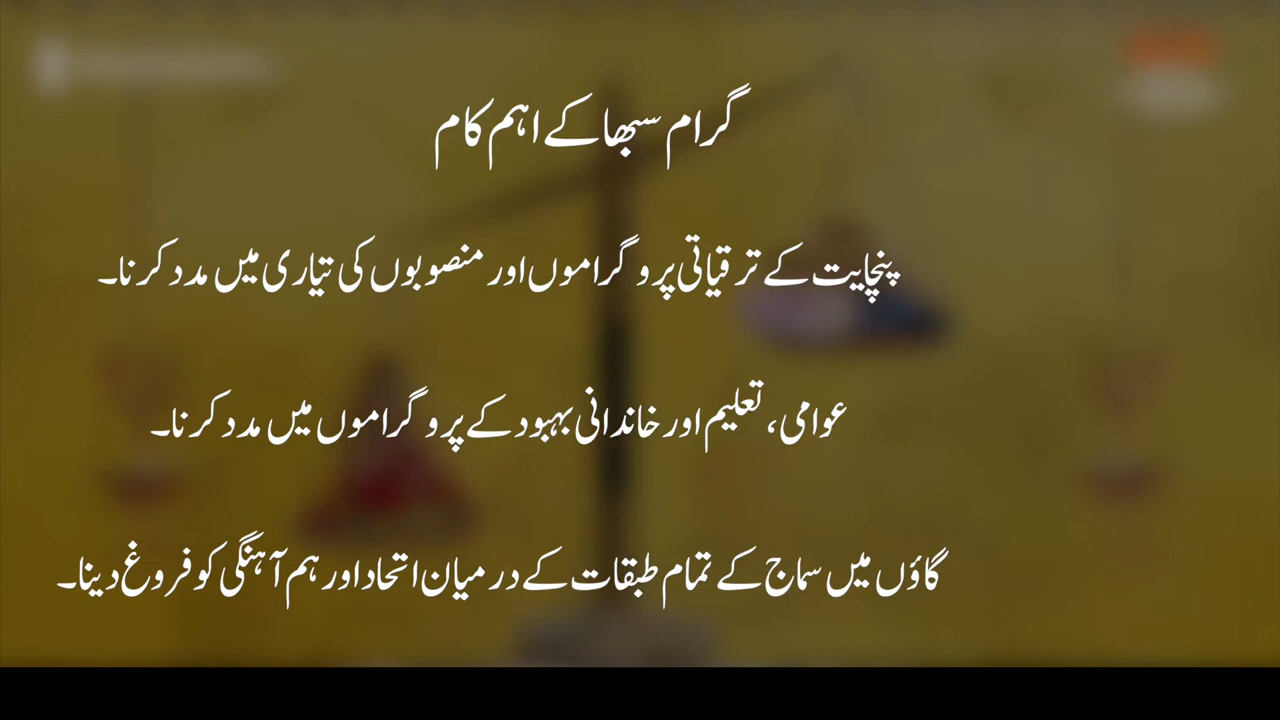 گرام سبھا کے اہم کام
پنچایت کے ترقیاتی پروگراموں اور منصوبوں کی تیاری میں مدد کرنا۔
عوامی، تعلیم اور خاندانی بہبود کے پروگراموں میں مدد کرنا۔
گاؤں میں سماج کے تمام طبقات کے درمیان اتحاد اور ہم آہنگی کو فروغ دینا۔